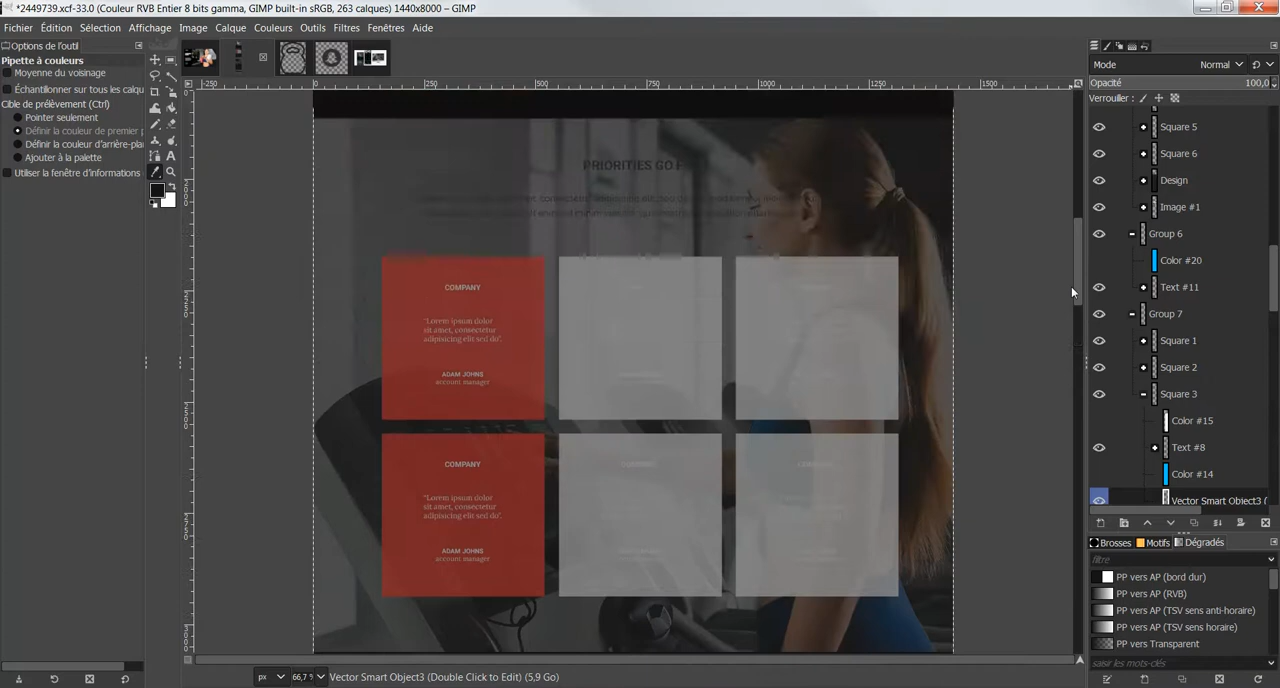 *2449739.xcf-33.0 (Couleur RVB Entier 8 bits gamma, GIMP built-in sRGB, 263 calques) 1440x8000 – GIMP
Fichier Édition Sélection Affichage Image Calque Couleurs Outils Filtres Fenêtres Aide
Options de l'outil
Pipette à couleurs
Moyenne du voisinage
Échantillonner sur tous les calqu
Cible de prélèvement (Ctrl)
Pointer seulement
Définir la couleur de premier p
Définir la couleur d'arrière-pla
Ajouter à la palette
Utiliser la fenêtre d'informations
-250 0 250 500 750 1000 1250 1500
PRIORITIES GO F
COMPANY
"Lorem ipsum dolor
sit amet, consectetur
adipisicing elit sed do".
ADAM JOHNS
account manager
COMPANY
"Lorem ipsum dolor
sit amet, consectetur
adipisicing elit sed do".
ADAM JOHNS
account manager
px 66,7 % Vector Smart Object3 (Double Click to Edit) (5,9 Go)
Mode Normal
Opacité 100,0
Verrouiller :
Square 5
Square 6
Design
Image #1
Group 6
Color #20
Text #11
Group 7
Square 1
Square 2
Square 3
Color #15
Text #8
Color #14
Vector Smart Object3 (
Brosses Motifs Dégradés
filtre
PP vers AP (bord dur)
PP vers AP (RVB)
PP vers AP (TSV sens anti-horaire)
PP vers AP (TSV sens horaire)
PP vers Transparent
saisir les mots-clés